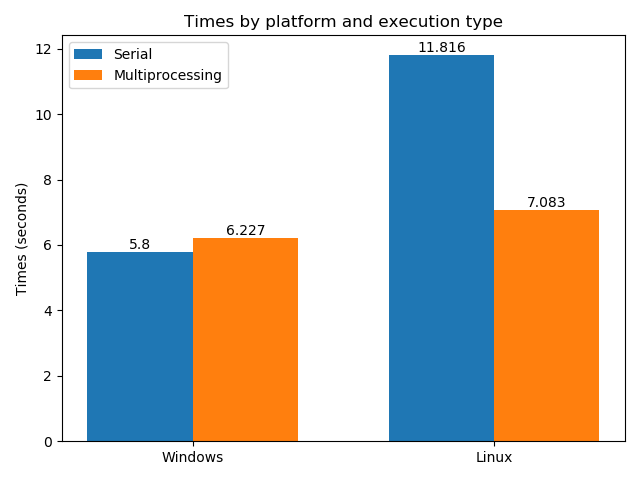 Times by platform and execution type
Serial
Multiprocessing
Times (seconds)
12
10
8
6
4
2
0
5.8
6.227
11.816
7.083
Windows
Linux